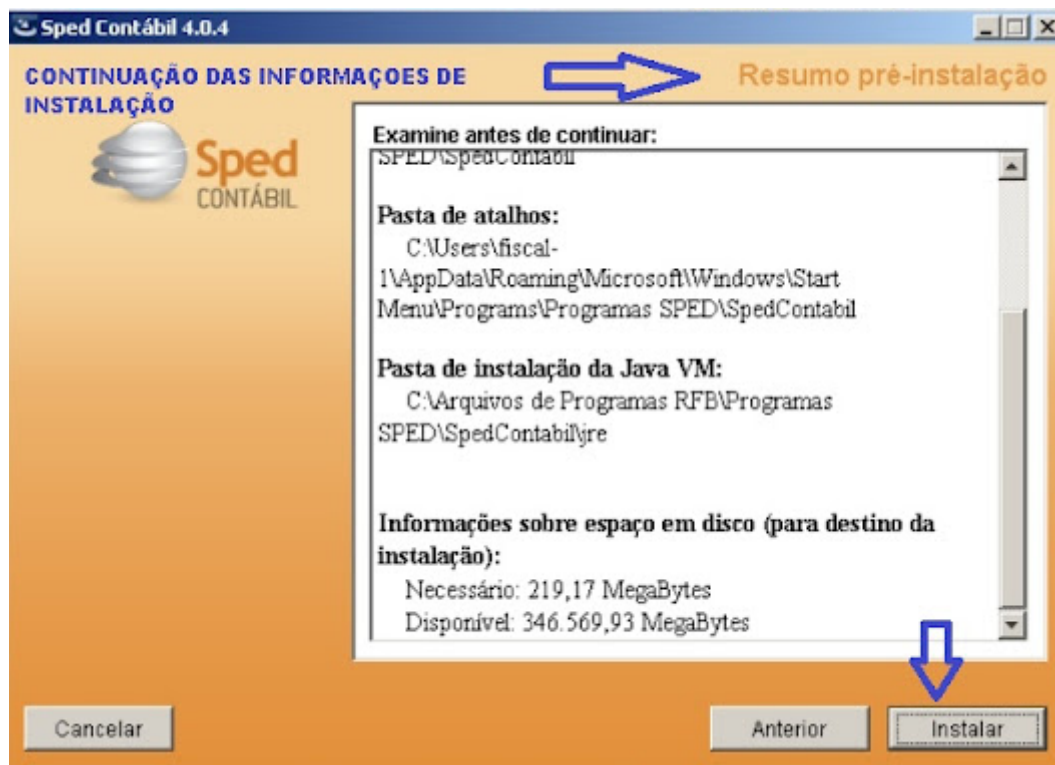 Sped Contábil 4.0.4
CONTINUAÇÃO DAS INFORMAÇOES DE
INSTALAÇÃO
Resumo pré-instalação
Sped
CONTÁBIL
Examine antes de continuar:
SPED\SpedContabil
Pasta de atalhos:
C:\Users\fiscal-
1\AppData\Roaming\Microsoft\Windows\Start
Menu\Programs\Programas SPED\SpedContabil
Pasta de instalação da Java VM:
C:\Arquivos de Programas RFB\Programas
SPED\SpedContabil\jre
Informações sobre espaço em disco (para destino da
instalação):
Necessário: 219,17 MegaBytes
Disponível: 346.569,93 MegaBytes
Cancelar
Anterior
Instalar